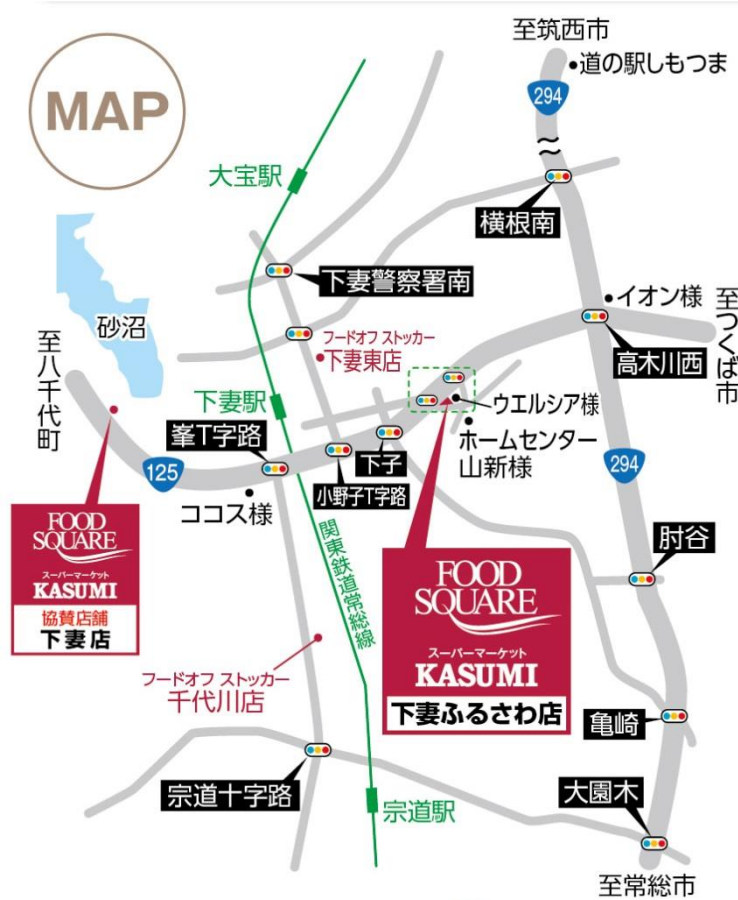 MAP
至筑西市
道の駅しもつま
294
大宝駅
横根南
下妻警察署南
イオン様
至つくば市
砂沼
フードオフ ストッカー
下妻東店
高木川西
至八千代町
下妻駅
ウエルシア様
ホームセンター
山新様
峯T字路
下子
125
小野子T字路
294
ココス様
関東鉄道常総線
肘谷
FOOD
SQUARE
スーパーマーケット
KASUMI
協賛店舗
下妻店
FOOD
SQUARE
スーパーマーケット
KASUMI
下妻ふるさわ店
フードオフ ストッカー
千代川店
亀崎
宗道十字路
宗道駅
大園木
至常総市